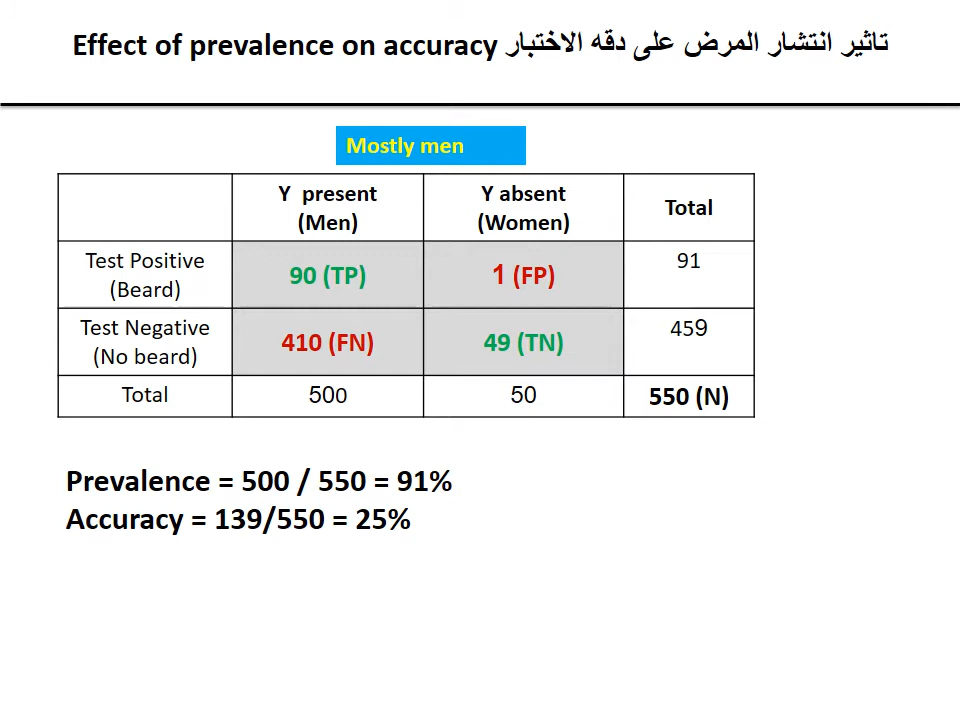 Effect of prevalence on accuracy تاثير انتشار المرض على دقه الاختبار
Mostly men
Y present
(Men)
Y absent
(Women)
Total
Test Positive
(Beard)
90 (TP)
1 (FP)
91
Test Negative
(No beard)
410 (FN)
49 (TN)
459
Total
500
50
550 (N)
Prevalence = 500 / 550 = 91%
Accuracy = 139/550 = 25%